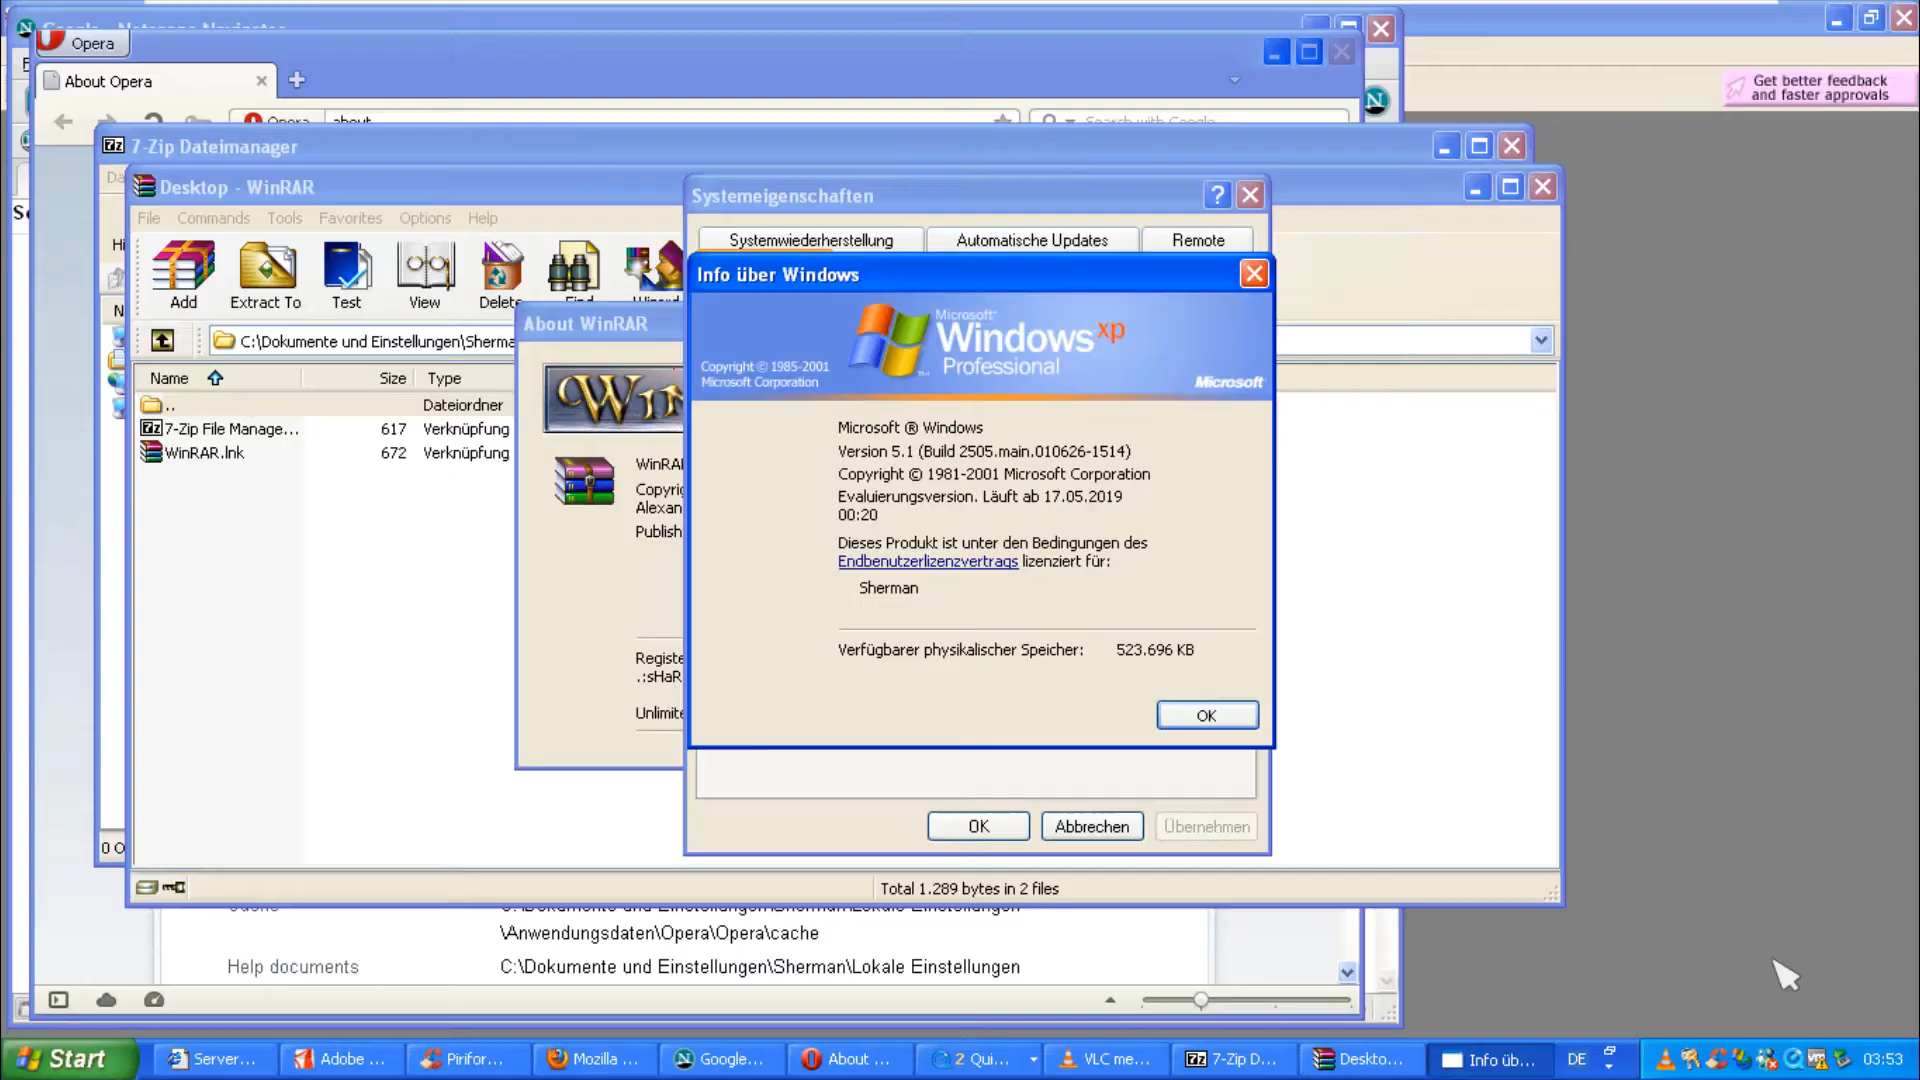 Opera
About Opera
Get better feedback
and faster approvals
7-Zip Dateimanager
Desktop - WinRAR
File Commands Tools Favorites Options Help
Add
Extract To
Test
View
Delete
C:\Dokumente und Einstellungen\Sherma
Name Size Type
.. Dateiordner
7-Zip File Manage... 617 Verknüpfung
WinRAR.lnk 672 Verknüpfung
Total 1.289 bytes in 2 files
About WinRAR
Systemeigenschaften
Systemwiederherstellung
Automatische Updates
Remote
Info über Windows
Copyright © 1985-2001
Microsoft Corporation
Microsoft
Windows xp
Professional
Microsoft
Microsoft ® Windows
Version 5.1 (Build 2505.main.010626-1514)
Copyright © 1981-2001 Microsoft Corporation
Evaluierungsversion. Läuft ab 17.05.2019
00:20
Dieses Produkt ist unter den Bedingungen des
Endbenutzerlizenzvertrags lizenziert für:
Sherman
Verfügbarer physikalischer Speicher: 523.696 KB
OK
OK
Abbrechen
Übernehmen
\Anwendungsdaten\Opera\Opera\cache
Help documents C:\Dokumente und Einstellungen\Sherman\Lokale Einstellungen
Start
Server...
Adobe ...
Pirifor...
Mozilla ...
Google...
About ...
2 Qui...
VLC me...
7-Zip D...
Deskto...
Info üb...
DE
03:53